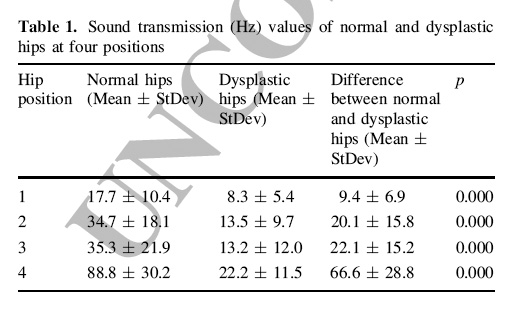 Table 1. Sound transmission (Hz) values of normal and dysplastic
hips at four positions
Hip position Normal hips (Mean ± StDev) Dysplastic hips (Mean ± StDev) Difference between normal and dysplastic hips (Mean ± StDev) p
1 17.7 ± 10.4 8.3 ± 5.4 9.4 ± 6.9 0.000
2 34.7 ± 18.1 13.5 ± 9.7 20.1 ± 15.8 0.000
3 35.3 ± 21.9 13.2 ± 12.0 22.1 ± 15.2 0.000
4 88.8 ± 30.2 22.2 ± 11.5 66.6 ± 28.8 0.000
UNCO